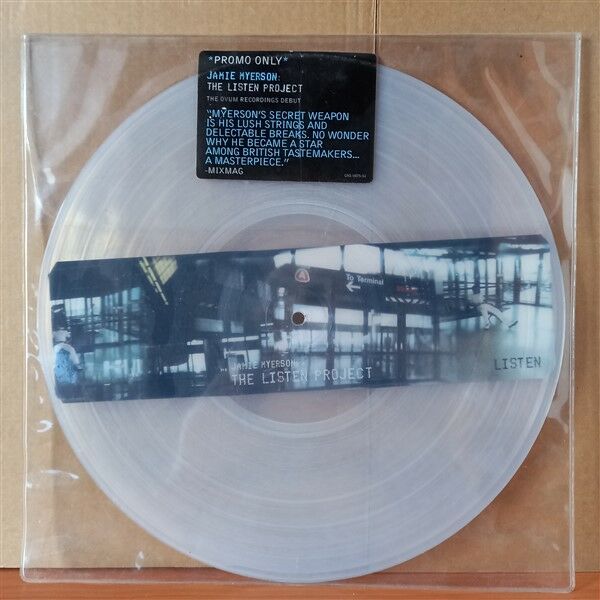 *PROMO ONLY*
JAMIE MYERSON:
THE LISTEN PROJECT
THE OVUM RECORDINGS DEBUT
"MYERSON'S SECRET WEAPON
IS HIS LUSH STRINGS AND
DELECTABLE BREAKS. NO WONDER
WHY HE BECAME A STAR
AMONG BRITISH TASTEMAKERS...
A MASTERPIECE."
-MIXMAG
A
To Terminal
JAMIE MYERSON:
THE LISTEN PROJECT
LISTEN